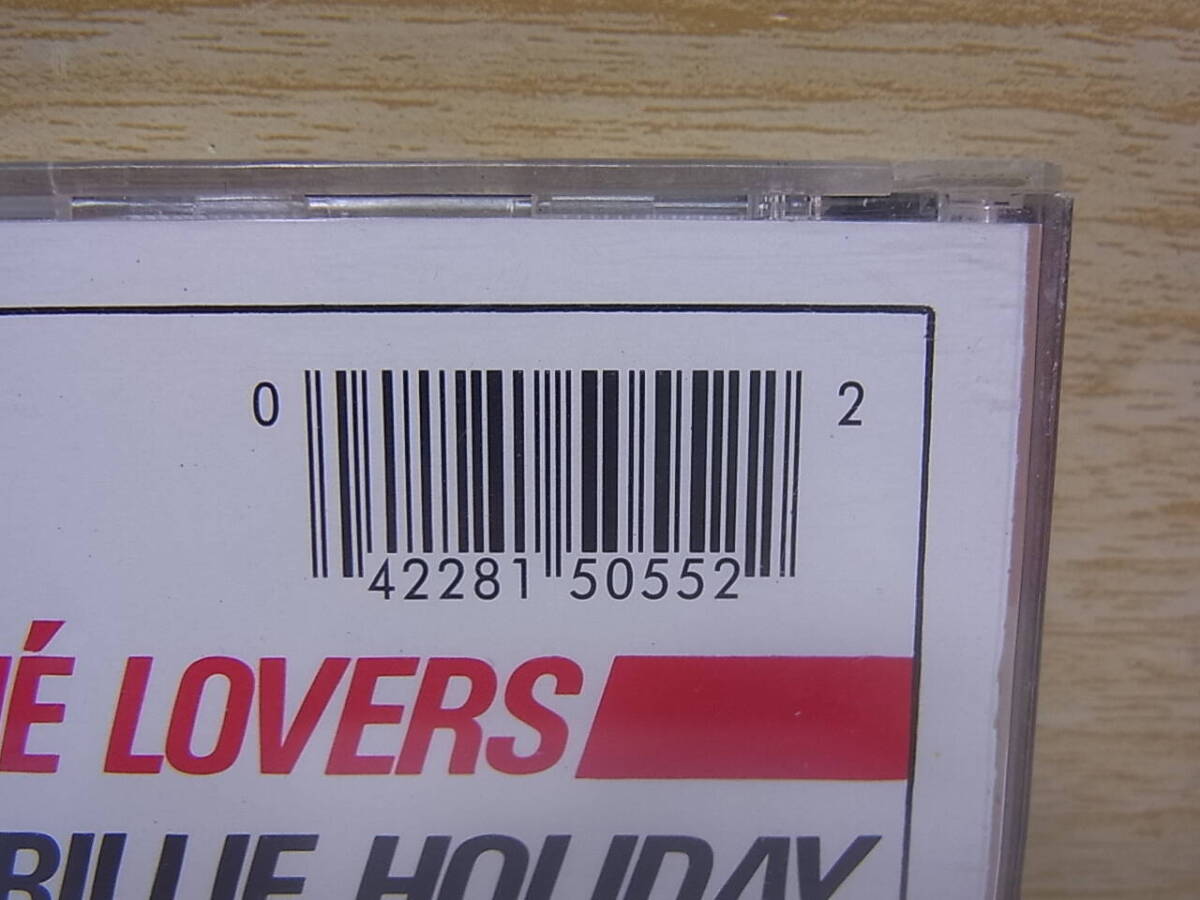 0 2
42281 50552
É LOVERS
BILLIE HOLIDAY